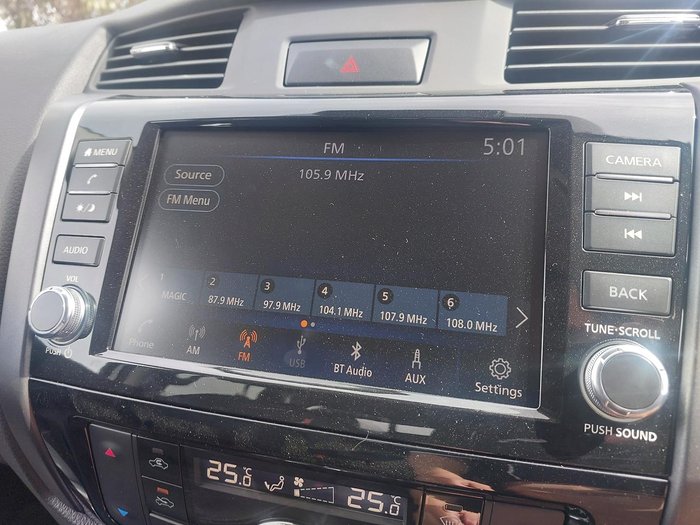 FM
5:01
Source
105.9 MHz
FM Menu
1
MAGIC
2
87.9 MHz
3
97.9 MHz
4
104.1 MHz
5
107.9 MHz
6
108.0 MHz
Phone
AM
FM
USB
BT Audio
AUX
Settings
MENU
AUDIO
VOL
PUSH
CAMERA
BACK
TUNE·SCROLL
PUSH SOUND
25.0°C
25.0°C